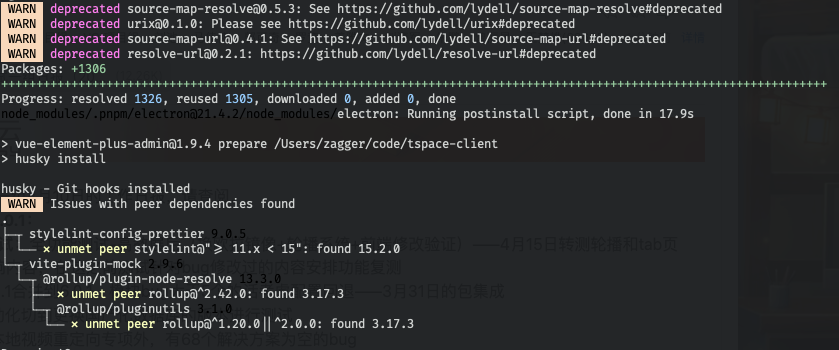 WARN deprecated source-map-resolve@0.5.3: See https://github.com/lydell/source-map-resolve#deprecated
WARN deprecated urix@0.1.0: Please see https://github.com/lydell/urix#deprecated
WARN deprecated source-map-url@0.4.1: See https://github.com/lydell/source-map-url#deprecated
WARN deprecated resolve-url@0.2.1: https://github.com/lydell/resolve-url#deprecated
Packages: +1306
Progress: resolved 1326, reused 1305, downloaded 0, added 0, done
node_modules/.pnpm/electron@21.4.2/node_modules/electron: Running postinstall script, done in 17.9s
> vue-element-plus-admin@1.9.4 prepare /Users/zagger/code/tspace-client
> husky install
husky - Git hooks installed
WARN Issues with peer dependencies found
.
├─┬ stylelint-config-prettier 9.0.5
│ └── × unmet peer stylelint@">= 11.x < 15": found 15.2.0
└─┬ vite-plugin-mock 2.9.6
├─┬ @rollup/plugin-node-resolve 13.3.0
│ └── × unmet peer rollup@^2.42.0: found 3.17.3
└─┬ @rollup/pluginutils 3.1.0
└── × unmet peer rollup@^1.20.0||^2.0.0: found 3.17.3